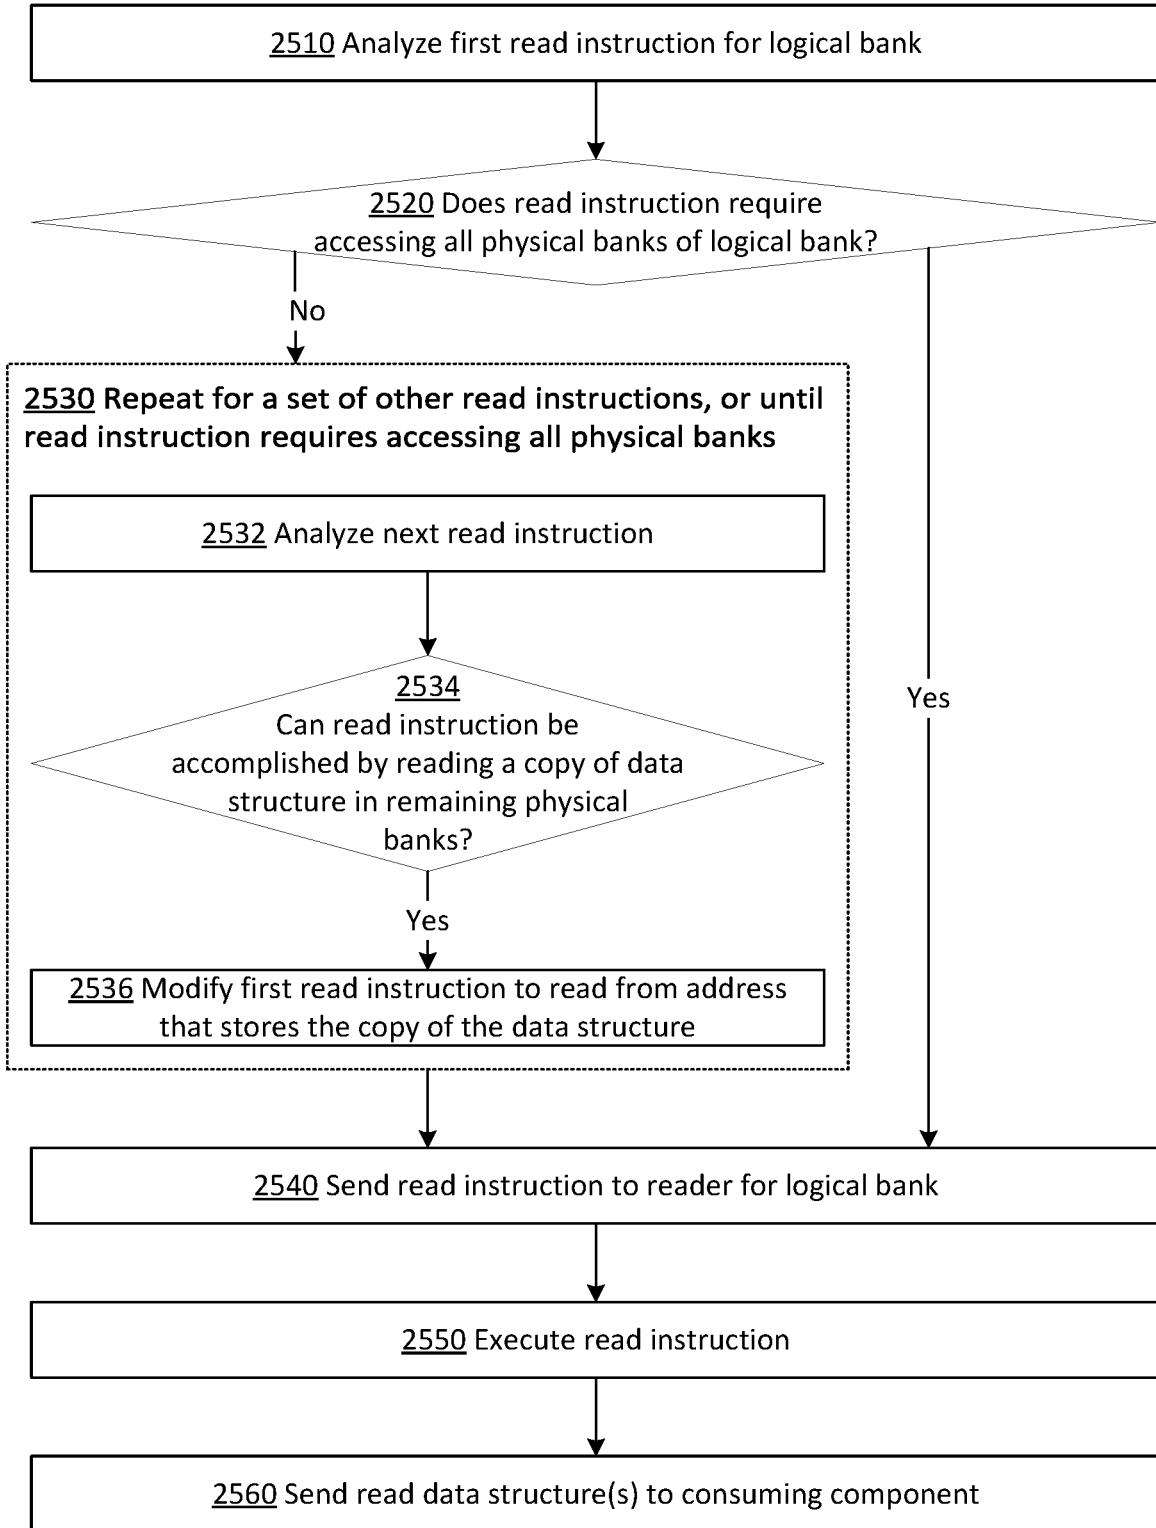 2510 Analyze first read instruction for logical bank
2520 Does read instruction require
accessing all physical banks of logical bank?
No
2530 Repeat for a set of other read instructions, or until
read instruction requires accessing all physical banks
2532 Analyze next read instruction
2534
Can read instruction be
accomplished by reading a copy of data
structure in remaining physical
banks?
Yes
Yes
2536 Modify first read instruction to read from address
that stores the copy of the data structure
2540 Send read instruction to reader for logical bank
2550 Execute read instruction
2560 Send read data structure(s) to consuming component